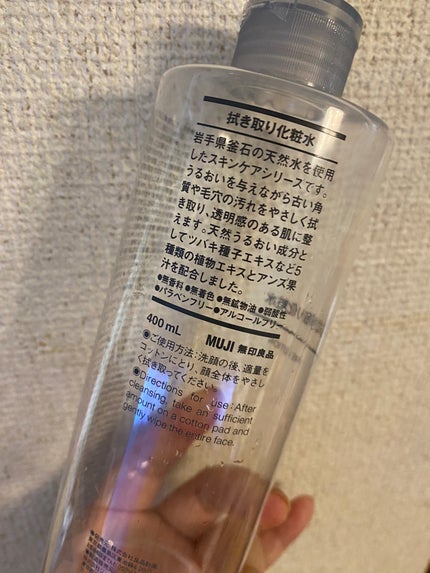 拭き取り化粧水
岩手県釜石の天然水を使用
したスキンケアシリーズです。
うるおいを与えながら古い角
質や毛穴の汚れをやさしく拭
き取り、透明感のある肌に整
えます。天然うるおい成分と
してツバキ種子エキスなど5
種類の植物エキスとアンズ果
汁を配合しました。
●無香料 ●無着色 ●無鉱物油 ●弱酸性
●パラベンフリー ●アルコールフリー
400mL MUJI 無印良品
●ご使用方法:洗顔の後、適量を
コットンにとり、顔全体をやさし
く拭き取ってください。
●Directions for use:After
cleansing, take an sufficient
amount on a cotton pad and
gently wipe the entire face.